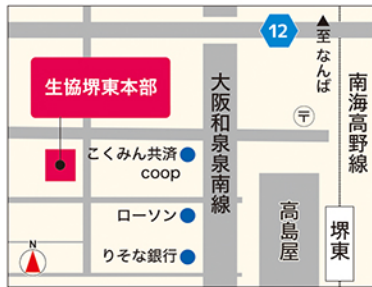 12
▲至 なんば
生協堺東本部
大阪和泉泉南線
南海高野線
〒
こくみん共済
coop
ローソン
高島屋
堺東
りそな銀行
N